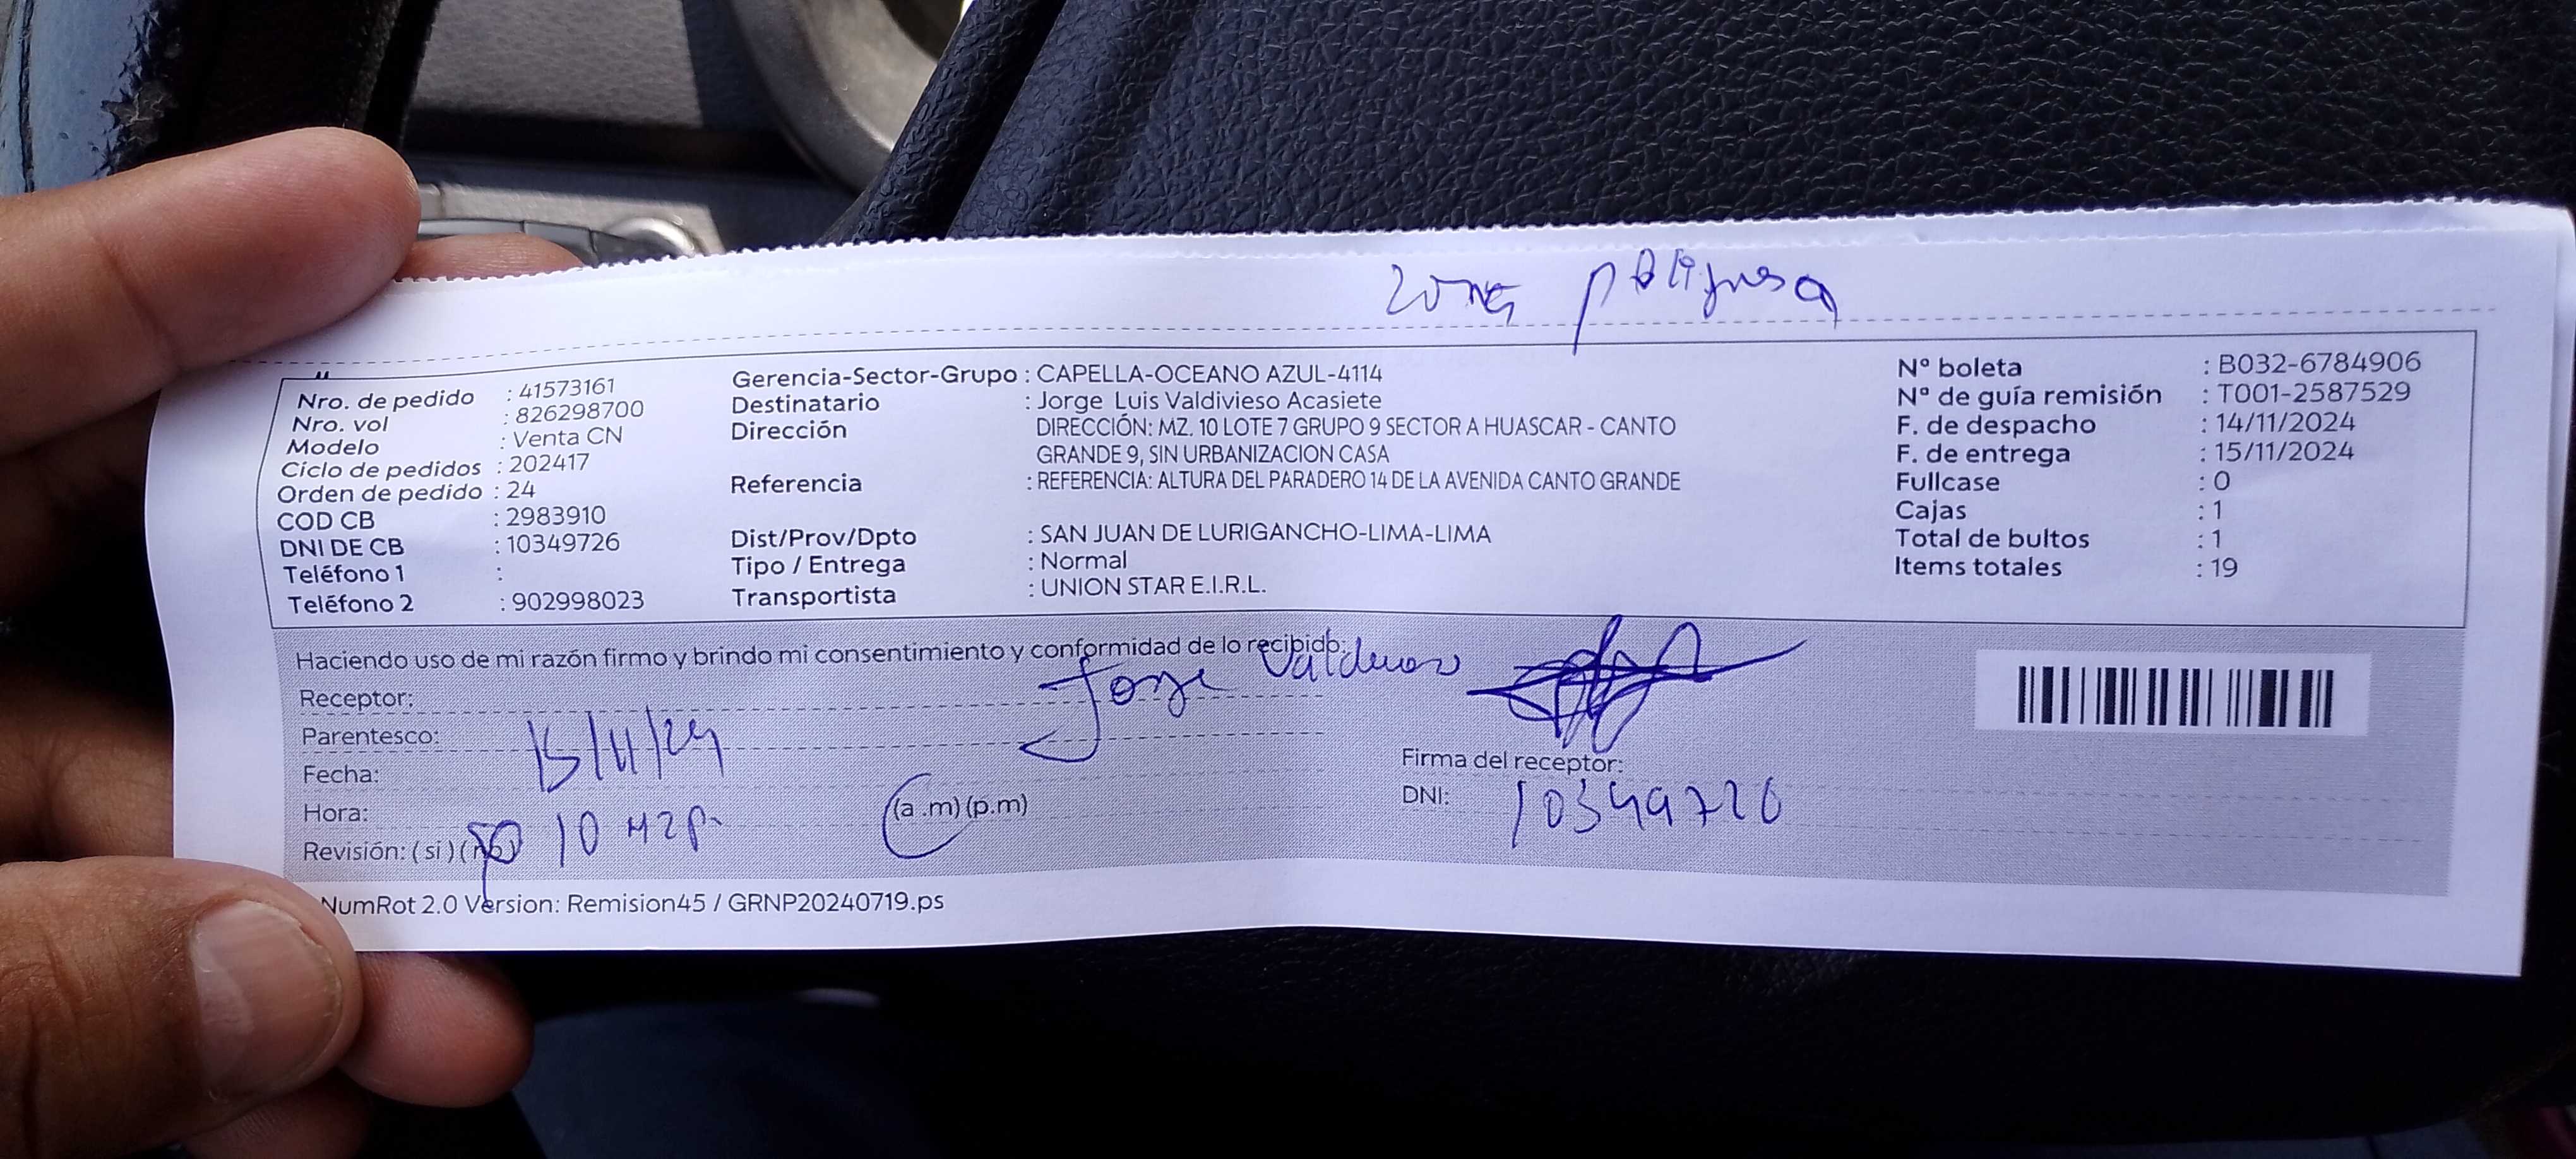 zona peligrosa
Nro. de pedido : 41573161
Nro. vol : 826298700
Modelo : Venta CN
Ciclo de pedidos : 202417
Orden de pedido : 24
COD CB : 2983910
DNI DE CB : 10349726
Teléfono 1 :
Teléfono 2 : 902998023
Gerencia-Sector-Grupo : CAPELLA-OCEANO AZUL-4114
Destinatario : Jorge Luis Valdivieso Acasiete
Dirección DIRECCIÓN: MZ. 10 LOTE 7 GRUPO 9 SECTOR A HUASCAR - CANTO
GRANDE 9, SIN URBANIZACION CASA
Referencia : REFERENCIA: ALTURA DEL PARADERO 14 DE LA AVENIDA CANTO GRANDE
Dist/Prov/Dpto : SAN JUAN DE LURIGANCHO-LIMA-LIMA
Tipo / Entrega : Normal
Transportista : UNION STAR E.I.R.L.
Nº boleta : B032-6784906
Nº de guía remisión : T001-2587529
F. de despacho : 14/11/2024
F. de entrega : 15/11/2024
Fullcase : 0
Cajas : 1
Total de bultos : 1
Items totales : 19
Haciendo uso de mi razón firmo y brindo mi consentimiento y conformidad de lo recibido:
Receptor: Jorge
Parentesco:
Fecha: 15/11/24
Hora: 10 (a .m) (p.m)
Revisión: ( si ) ( no )
Firma del receptor:
DNI: 10349726
NumRot 2.0 Version: Remision45 / GRNP20240719.ps